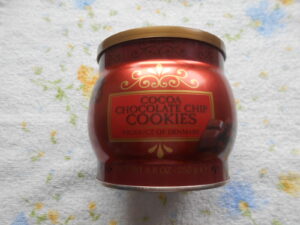 COCOA
CHOCOLATE CHIP
COOKIES
PRODUCT OF DENMARK